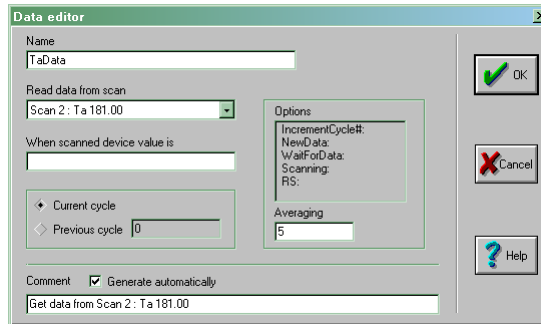 Data editor
Name
TaData
Read data from scan
Scan 2 : Ta 181.00
When scanned device value is
Current cycle
Previous cycle 0
Options
IncrementCycle#:
NewData:
WaitForData:
Scanning:
RS:
Averaging
5
OK
Cancel
Help
Comment Generate automatically
Get data from Scan 2 : Ta 181.00